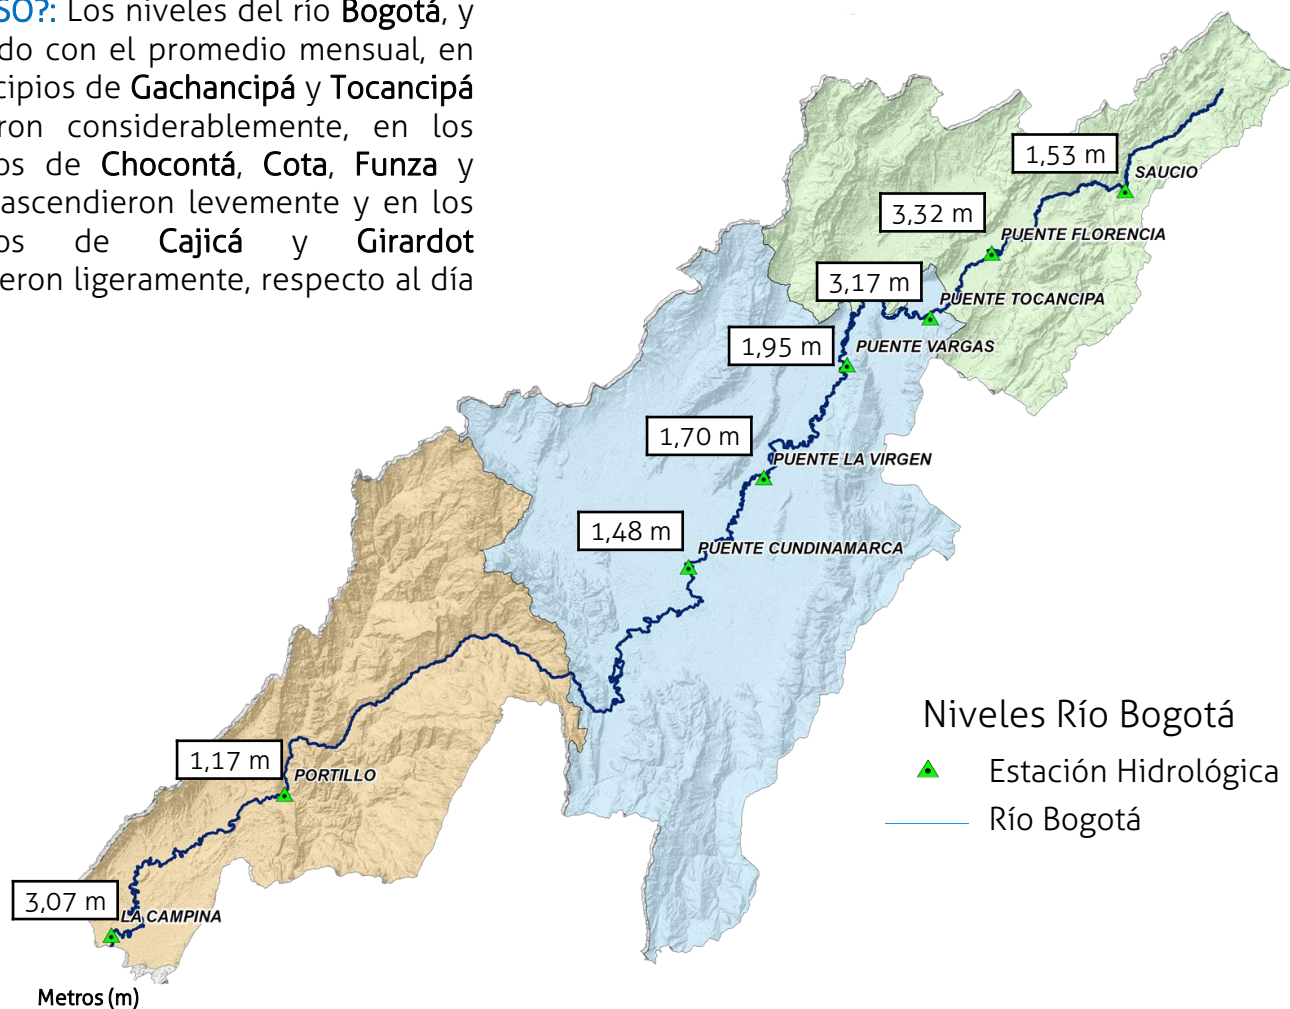 SO?: Los niveles del río Bogotá, y
do con el promedio mensual, en
cipios de Gachancipá y Tocancipá
ron considerablemente, en los
os de Chocontá, Cota, Funza y
ascendieron levemente y en los
os de Cajicá y Girardot
eron ligeramente, respecto al día
1,53 m
SAUCIO
3,32 m
PUENTE FLORENCIA
3,17 m
PUENTE TOCANCIPA
1,95 m
PUENTE VARGAS
1,70 m
PUENTE LA VIRGEN
1,48 m
PUENTE CUNDINAMARCA
1,17 m
PORTILLO
3,07 m
LA CAMPINA
Niveles Río Bogotá
Estación Hidrológica
Río Bogotá
Metros (m)